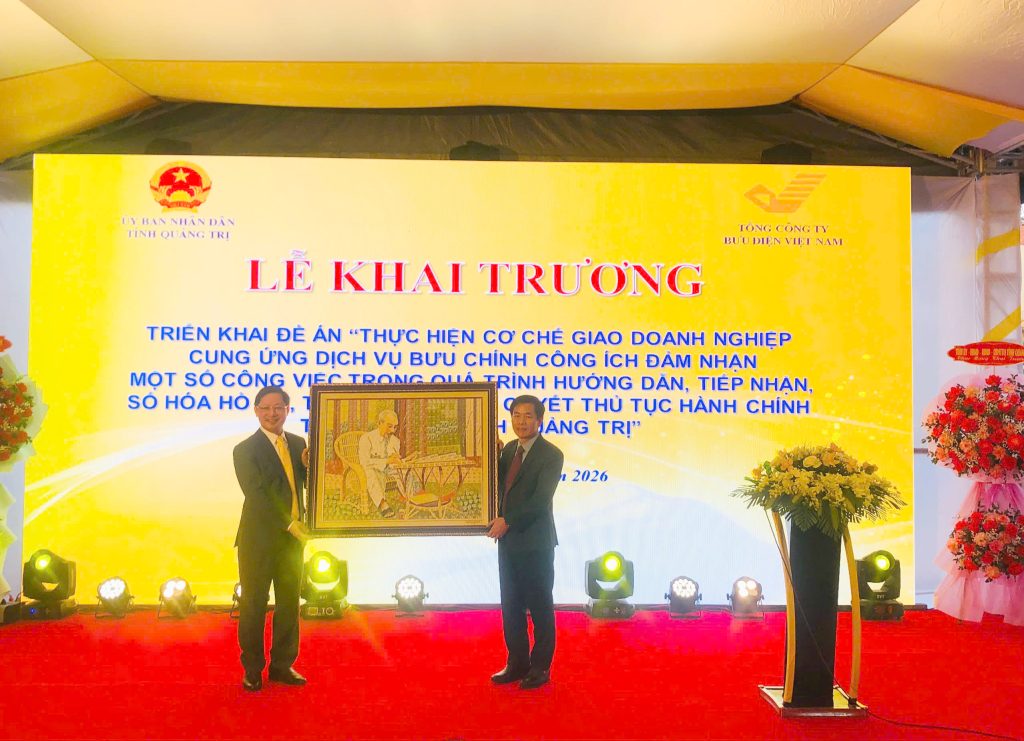 ỦY BAN NHÂN DÂN
TỈNH QUẢNG TRỊ
TỔNG CÔNG TY
BƯU ĐIỆN VIỆT NAM
LỄ KHAI TRƯƠNG
TRIỂN KHAI ĐỀ ÁN “THỰC HIỆN CƠ CHẾ GIAO DOANH NGHIỆP
CUNG ỨNG DỊCH VỤ BƯU CHÍNH CÔNG ÍCH ĐẢM NHẬN
MỘT SỐ CÔNG VIỆC TRONG QUÁ TRÌNH HƯỚNG DẪN, TIẾP NHẬN,
SỐ HÓA HỒ THỦ TỤC HÀNH CHÍNH
QUẢNG TRỊ”
2026